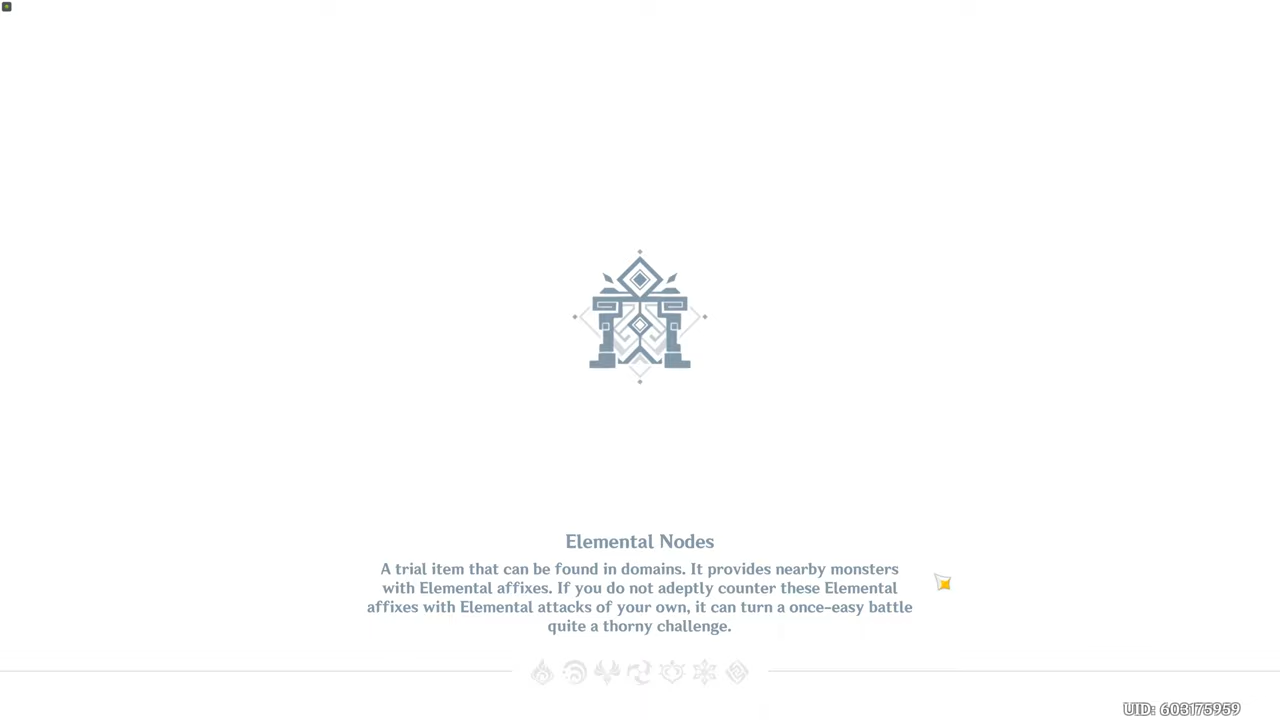 Elemental Nodes
A trial item that can be found in domains. It provides nearby monsters
with Elemental affixes. If you do not adeptly counter these Elemental
affixes with Elemental attacks of your own, it can turn a once-easy battle
quite a thorny challenge.
UID: 603175959